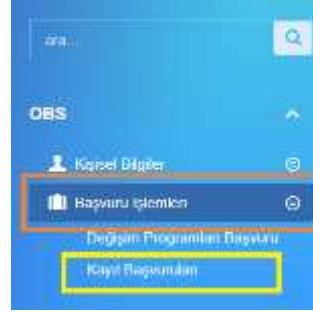 ara...
OBS
Kişisel Bilgiler
Başvuru İşlemleri
Değişim Programları Başvuru
Kayıt Başvuruları